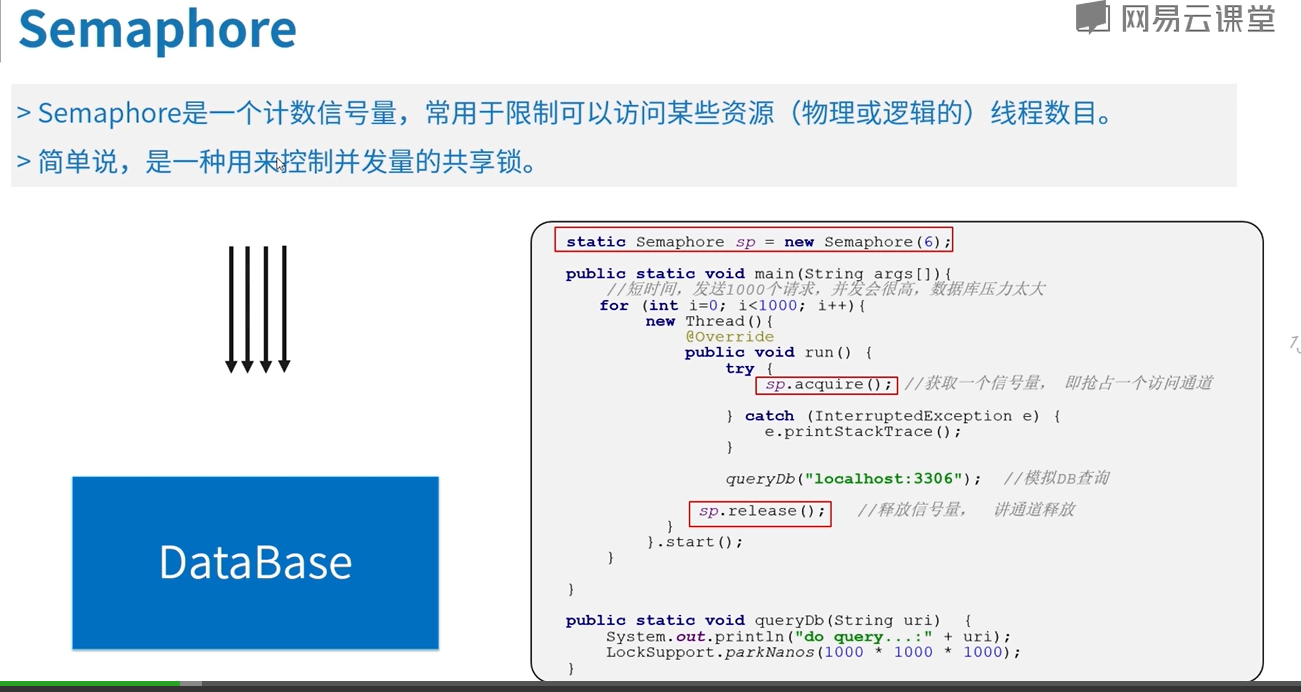 Semaphore
网易云课堂
> Semaphore是一个计数信号量，常用于限制可以访问某些资源（物理或逻辑的）线程数目。
> 简单说，是一种用来控制并发量的共享锁。
DataBase
static Semaphore sp = new Semaphore(6);
public static void main(String args[]){
//短时间，发送1000个请求，并发会很高，数据库压力太大
for (int i=0; i<1000; i++){
new Thread(){
@Override
public void run() {
try {
sp.acquire(); //获取一个信号量， 即抢占一个访问通道
} catch (InterruptedException e) {
e.printStackTrace();
}
queryDb("localhost:3306"); //模拟DB查询
sp.release(); //释放信号量， 讲通道释放
}
}.start();
}
}
public static void queryDb(String uri) {
System.out.println("do query...:" + uri);
LockSupport.parkNanos(1000 * 1000 * 1000);
}